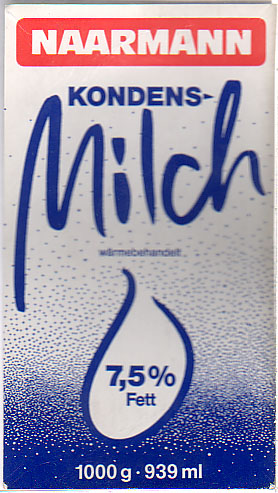 NAARMANN
KONDENS-
Milch
wärmebehandelt
7,5%
Fett
1000 g · 939 ml